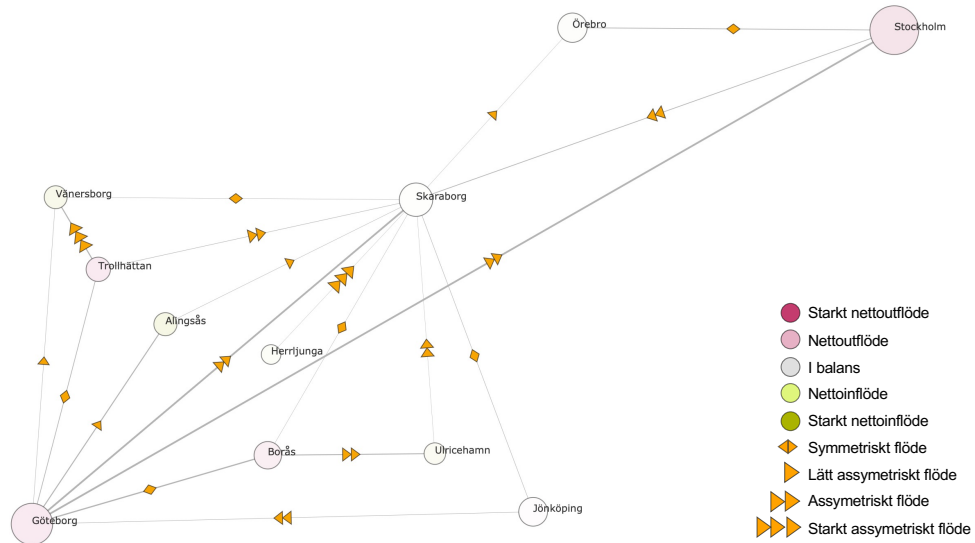 Örebro
Stockholm
Vänersborg
Skaraborg
Trollhättan
Alingsås
Herrljunga
Borås
Ulricehamn
Göteborg
Jönköping
Starkt nettoutflöde
Nettoutflöde
I balans
Nettoinflöde
Starkt nettoinflöde
Symmetriskt flöde
Lätt assymetriskt flöde
Assymetriskt flöde
Starkt assymetriskt flöde